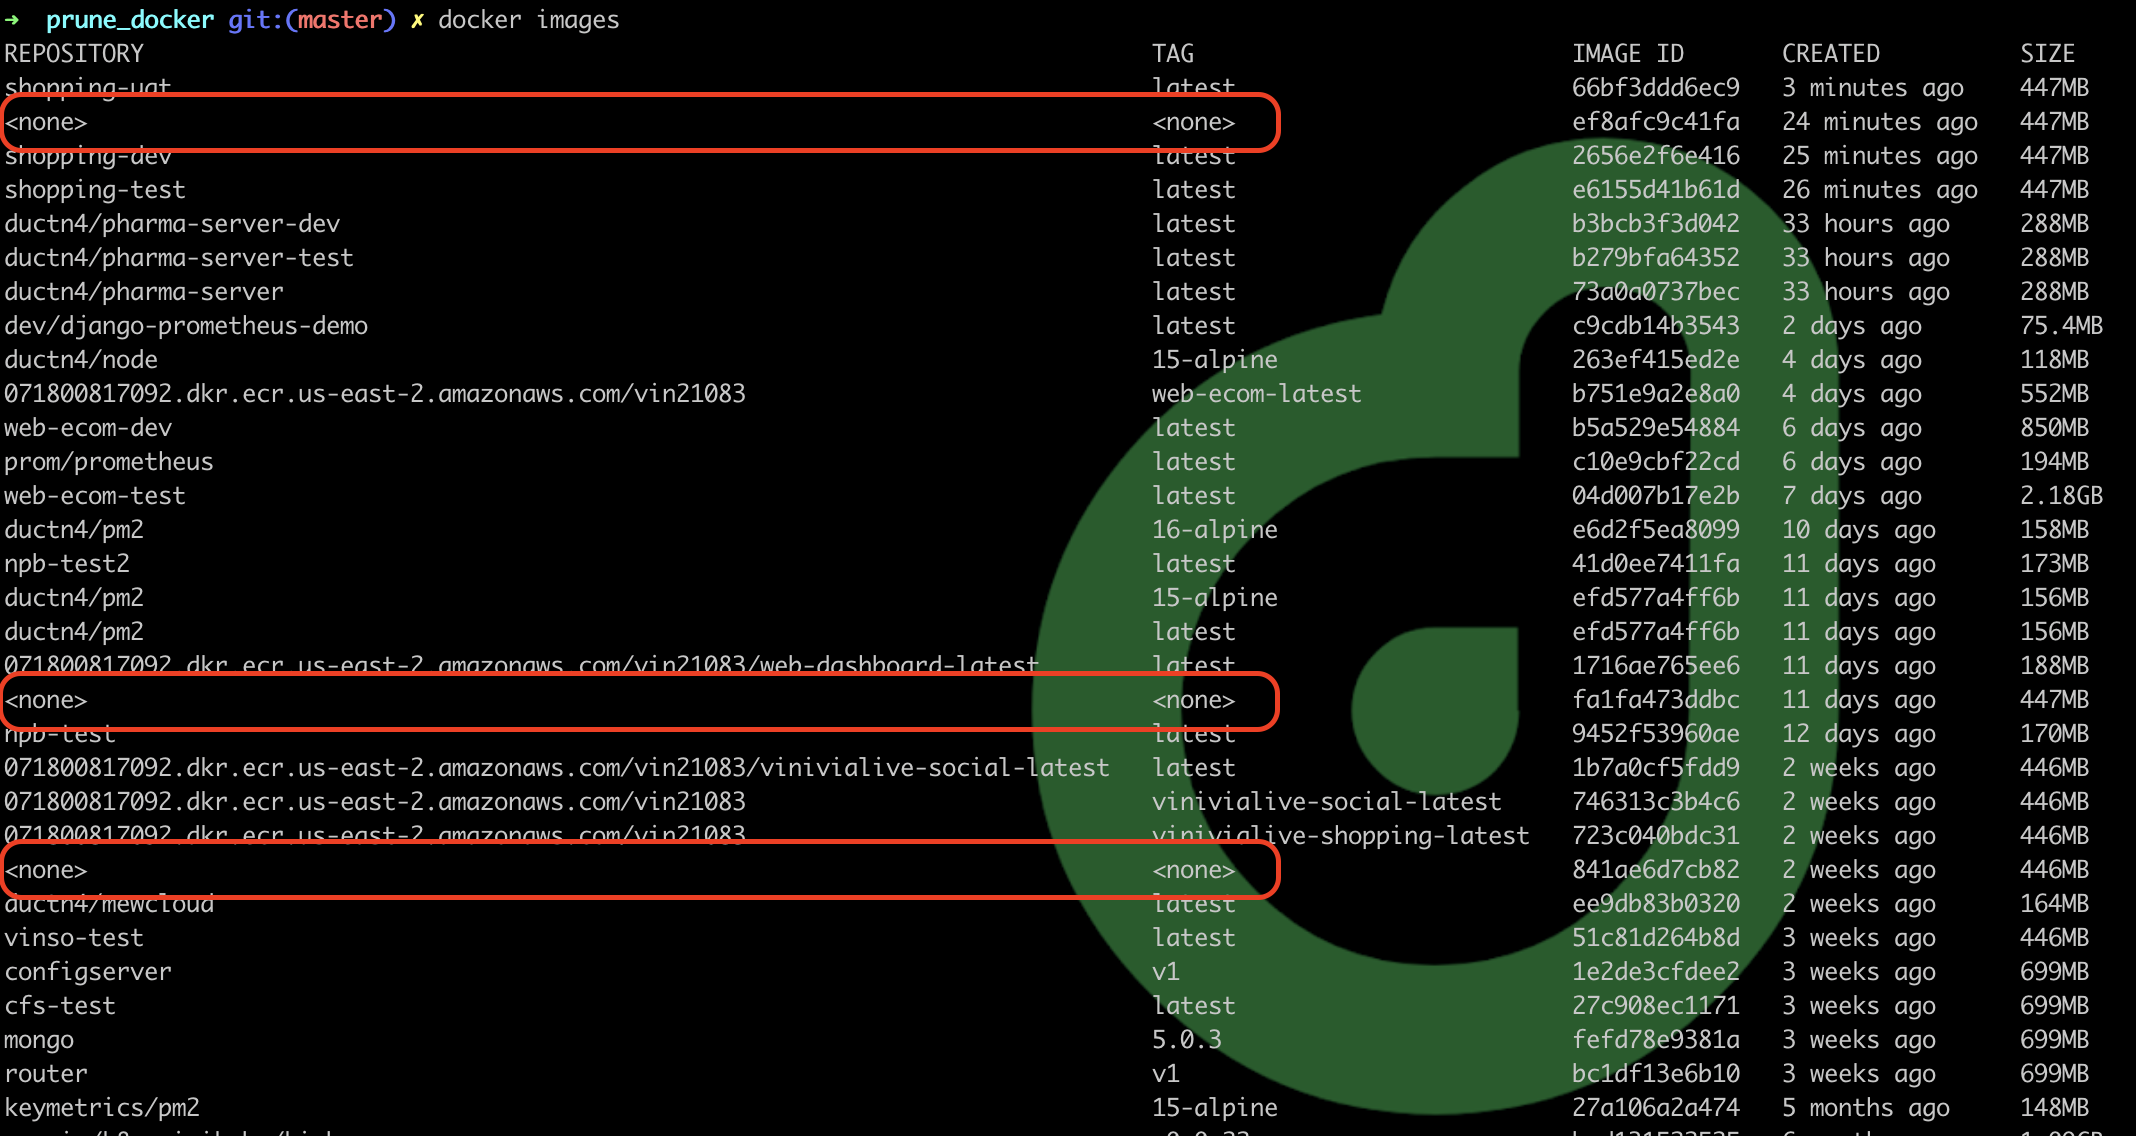 → prune_docker git:(master) ✗ docker images
REPOSITORY TAG IMAGE ID CREATED SIZE
shopping-uat latest 66bf3ddd6ec9 3 minutes ago 447MB
<none> <none> ef8afc9c41fa 24 minutes ago 447MB
shopping-dev latest 2656e2f6e416 25 minutes ago 447MB
shopping-test latest e6155d41b61d 26 minutes ago 447MB
ductn4/pharma-server-dev latest b3bcb3f3d042 33 hours ago 288MB
ductn4/pharma-server-test latest b279bfa64352 33 hours ago 288MB
ductn4/pharma-server latest 73a0a0737bec 33 hours ago 288MB
dev/django-prometheus-demo latest c9cdb14b3543 2 days ago 75.4MB
ductn4/node 15-alpine 263ef415ed2e 4 days ago 118MB
071800817092.dkr.ecr.us-east-2.amazonaws.com/vin21083 web-ecom-latest b751e9a2e8a0 4 days ago 552MB
web-ecom-dev latest b5a529e54884 6 days ago 850MB
prom/prometheus latest c10e9cbf22cd 6 days ago 194MB
web-ecom-test latest 04d007b17e2b 7 days ago 2.18GB
ductn4/pm2 16-alpine e6d2f5ea8099 10 days ago 158MB
npb-test2 latest 41d0ee7411fa 11 days ago 173MB
ductn4/pm2 15-alpine efd577a4ff6b 11 days ago 156MB
ductn4/pm2 latest efd577a4ff6b 11 days ago 156MB
071800817092.dkr.ecr.us-east-2.amazonaws.com/vin21083/web-dashboard-latest latest 1716ae765ee6 11 days ago 188MB
<none> <none> fa1fa473ddbc 11 days ago 447MB
npb-test latest 9452f53960ae 12 days ago 170MB
071800817092.dkr.ecr.us-east-2.amazonaws.com/vin21083/vinivialive-social-latest latest 1b7a0cf5fdd9 2 weeks ago 446MB
071800817092.dkr.ecr.us-east-2.amazonaws.com/vin21083 vinivialive-social-latest 746313c3b4c6 2 weeks ago 446MB
071800817092.dkr.ecr.us-east-2.amazonaws.com/vin21083 vinivialive-shopping-latest 723c040bdc31 2 weeks ago 446MB
<none> <none> 841ae6d7cb82 2 weeks ago 446MB
ductn4/mewcloud latest ee9db83b0320 2 weeks ago 164MB
vinso-test latest 51c81d264b8d 3 weeks ago 446MB
configserver v1 1e2de3cfdee2 3 weeks ago 699MB
cfs-test latest 27c908ec1171 3 weeks ago 699MB
mongo 5.0.3 fefd78e9381a 3 weeks ago 699MB
router v1 bc1df13e6b10 3 weeks ago 699MB
keymetrics/pm2 15-alpine 27a106a2a474 5 months ago 148MB